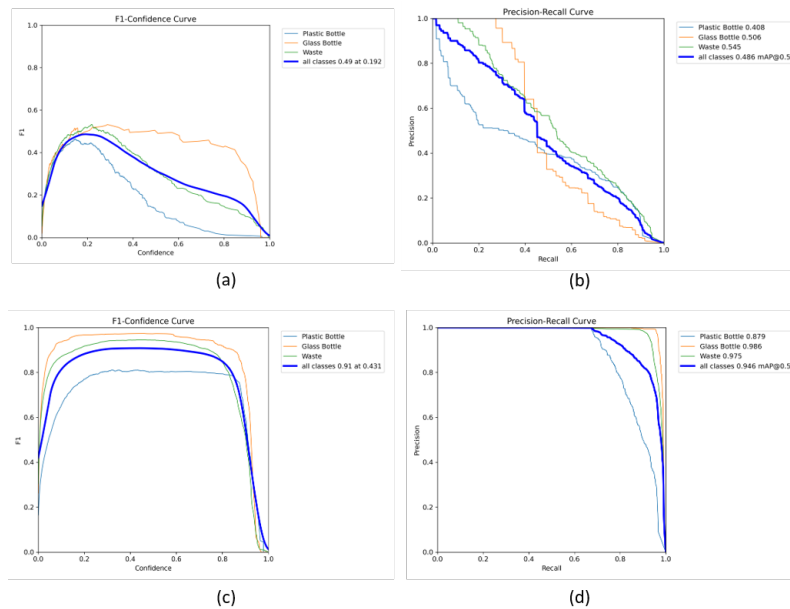 F1-Confidence Curve
Plastic Bottle
Glass Bottle
Waste
all classes 0.49 at 0.192
F1
1.0
0.8
0.6
0.4
0.2
0.0
0.0 0.2 0.4 0.6 0.8 1.0
Confidence
(a)
Precision-Recall Curve
Plastic Bottle 0.408
Glass Bottle 0.506
Waste 0.545
all classes 0.486 mAP@0.5
Precision
1.0
0.8
0.6
0.4
0.2
0.0
0.0 0.2 0.4 0.6 0.8 1.0
Recall
(b)
F1-Confidence Curve
Plastic Bottle
Glass Bottle
Waste
all classes 0.91 at 0.431
F1
1.0
0.8
0.6
0.4
0.2
0.0
0.0 0.2 0.4 0.6 0.8 1.0
Confidence
(c)
Precision-Recall Curve
Plastic Bottle 0.879
Glass Bottle 0.986
Waste 0.975
all classes 0.946 mAP@0.5
Precision
1.0
0.8
0.6
0.4
0.2
0.0
0.0 0.2 0.4 0.6 0.8 1.0
Recall
(d)